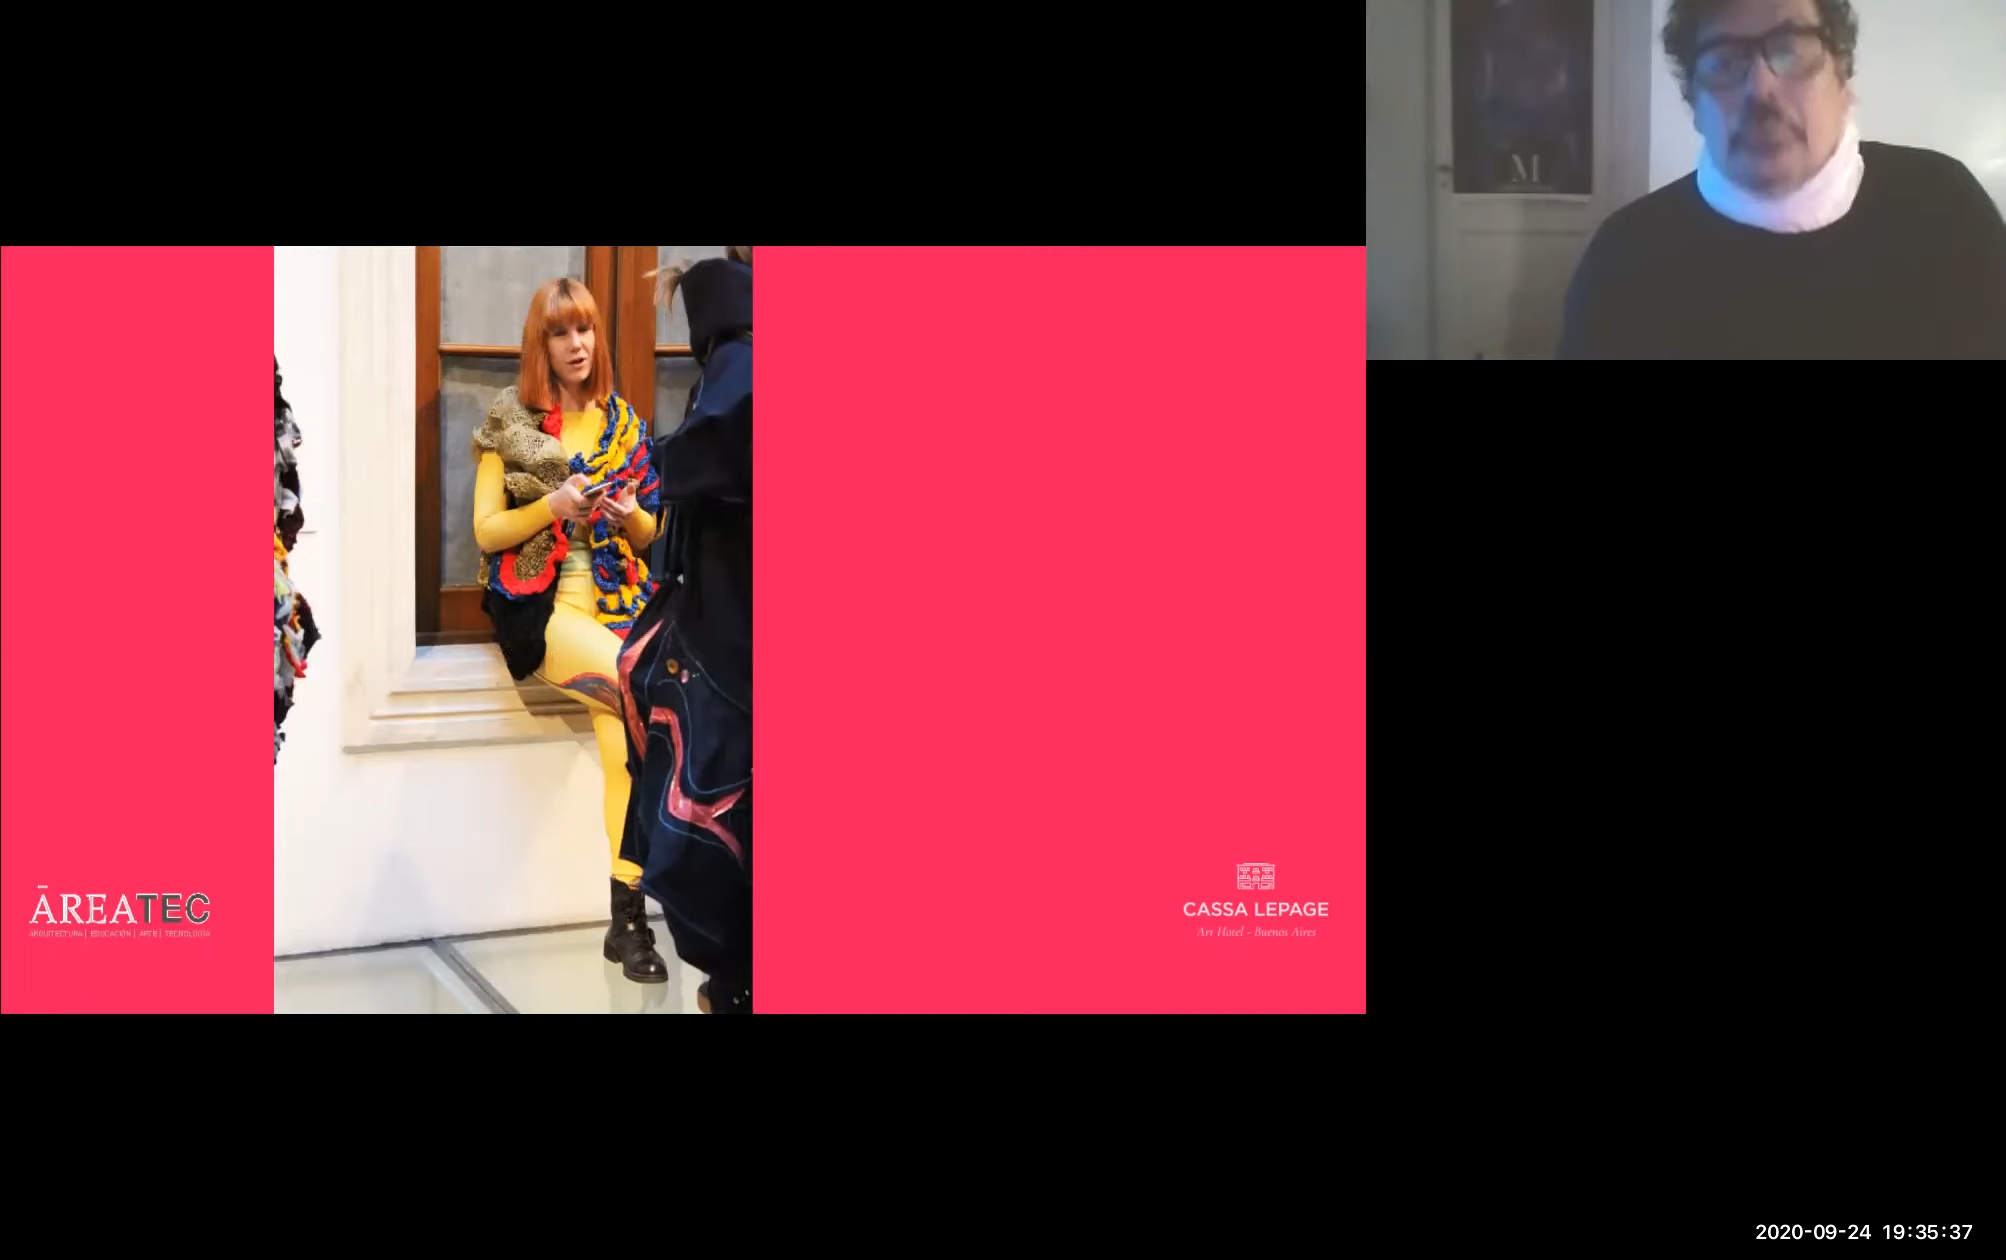 M
ĀREATEC
ARQUITECTURA | EDUCACIÓN | ARTE | TECNOLOGÍA
CASSA LEPAGE
Art Hotel - Buenos Aires
2020-09-24 19:35:37